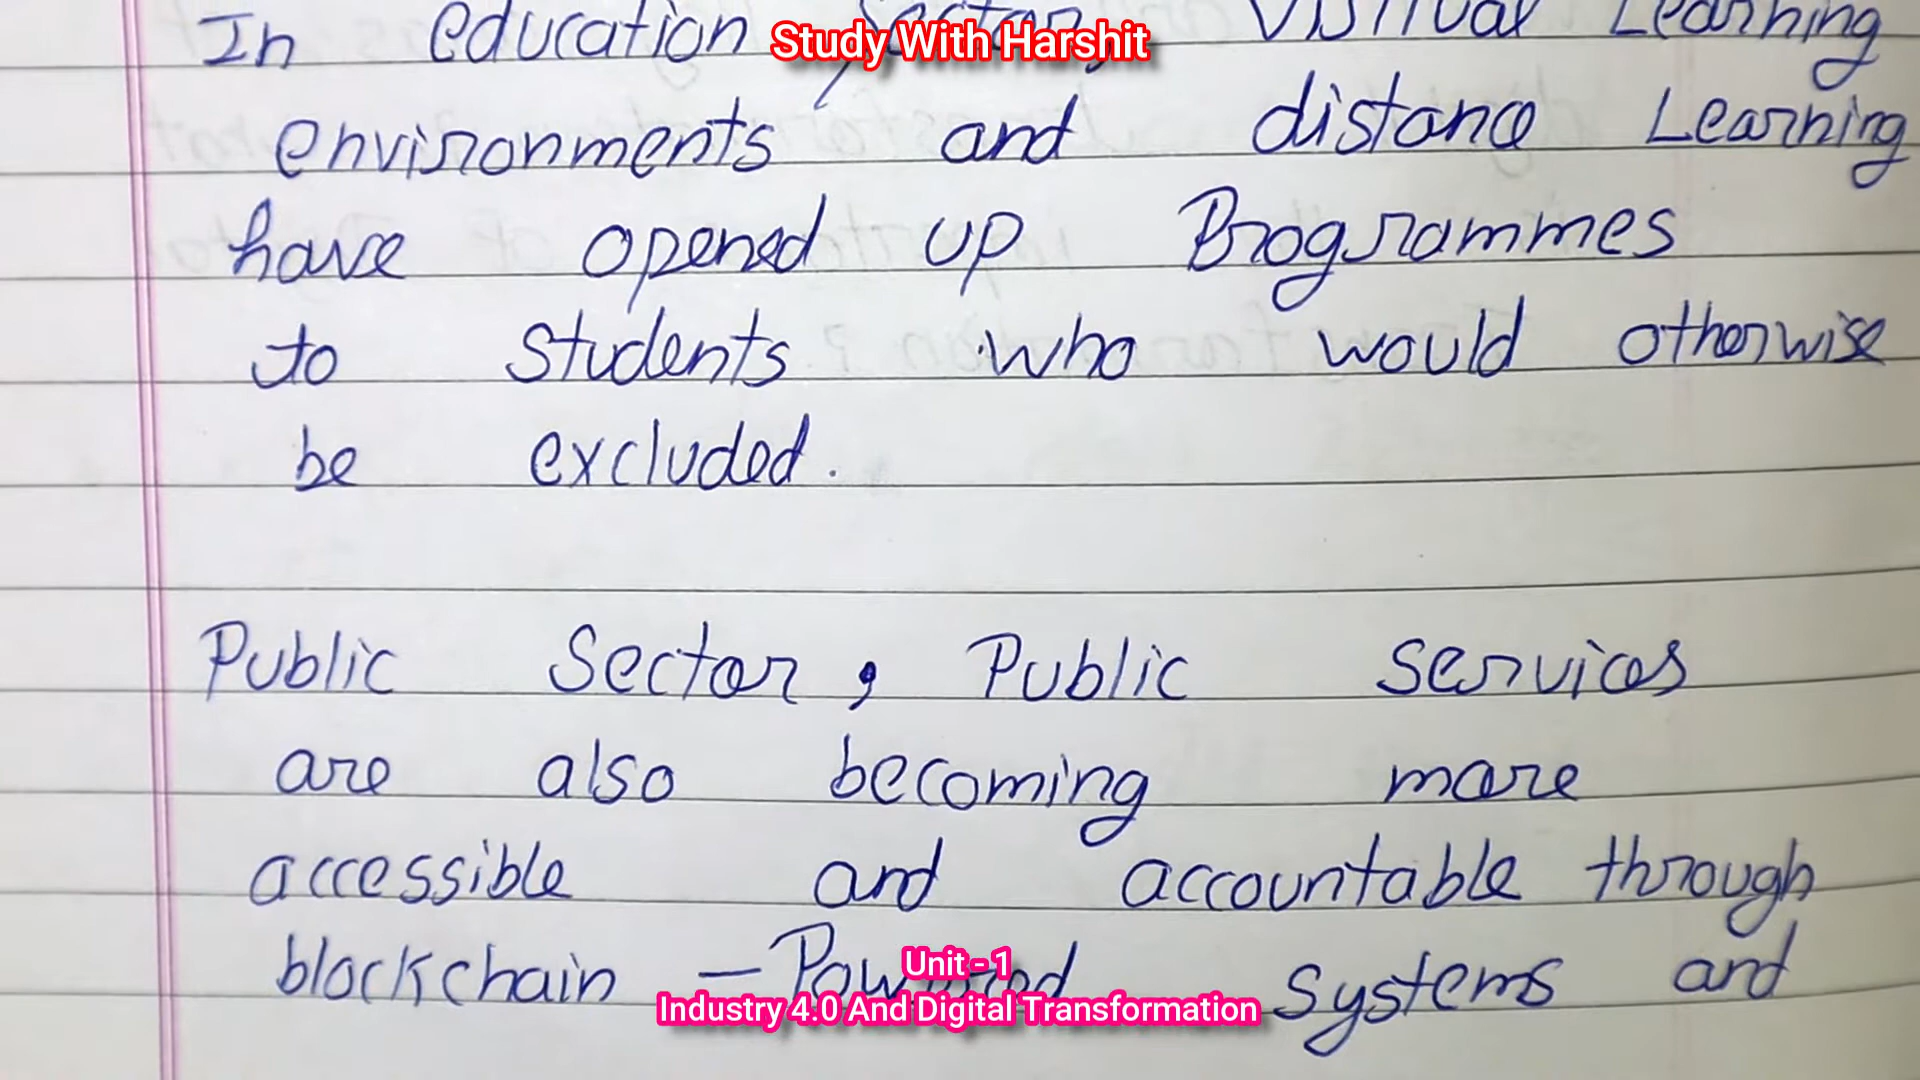 Study With Harshit
In education Sector, Virtual Learning
environments and distance Learning
have opened up Programmes
to students who would otherwise
be excluded.
Public Sector, Public services
are also becoming more
accessible and accountable through
blockchain - Powered systems and
Unit - 1
Industry 4.0 And Digital Transformation